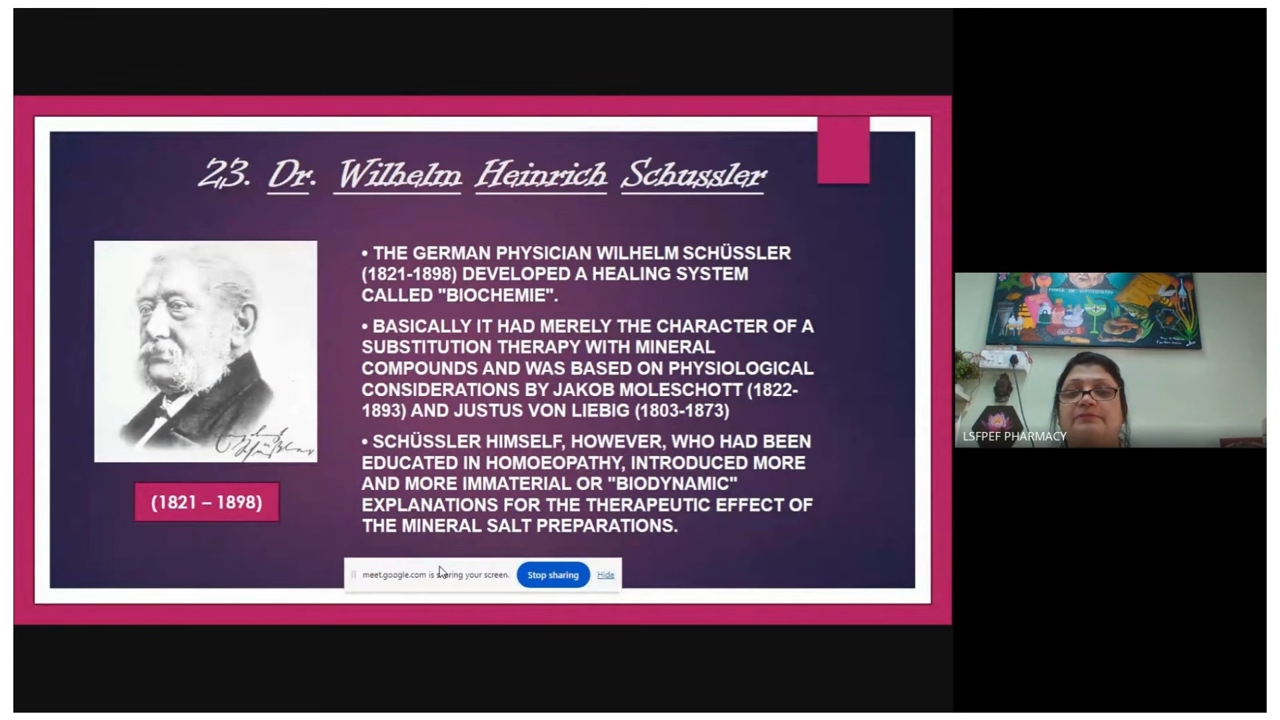 23. Dr. Wilhelm Heinrich Schussler
• THE GERMAN PHYSICIAN WILHELM SCHÜSSLER
(1821-1898) DEVELOPED A HEALING SYSTEM
CALLED "BIOCHEMIE".
• BASICALLY IT HAD MERELY THE CHARACTER OF A
SUBSTITUTION THERAPY WITH MINERAL
COMPOUNDS AND WAS BASED ON PHYSIOLOGICAL
CONSIDERATIONS BY JAKOB MOLESCHOTT (1822-
1893) AND JUSTUS VON LIEBIG (1803-1873)
• SCHÜSSLER HIMSELF, HOWEVER, WHO HAD BEEN
EDUCATED IN HOMOEOPATHY, INTRODUCED MORE
AND MORE IMMATERIAL OR "BIODYNAMIC"
EXPLANATIONS FOR THE THERAPEUTIC EFFECT OF
THE MINERAL SALT PREPARATIONS.
(1821 – 1898)
meet.google.com is sharing your screen.
Stop sharing
Hide
LSFPEF PHARMACY